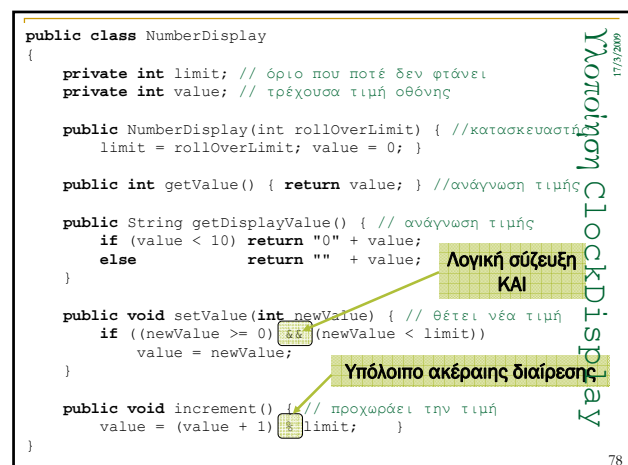 public class NumberDisplay
{
private int limit; // όριο που ποτέ δεν φτάνει
private int value; // τρέχουσα τιμή οθόνης
public NumberDisplay(int rollOverLimit) { //κατασκευαστής
limit = rollOverLimit; value = 0; }
public int getValue() { return value; } //ανάγνωση τιμής
public String getDisplayValue() { // ανάγνωση τιμής
if (value < 10) return "0" + value;
else return "" + value;
}
Λογική σύζευξη
ΚΑΙ
public void setValue(int newValue) { // θέτει νέα τιμή
if ((newValue >= 0) && (newValue < limit))
value = newValue;
}
Υπόλοιπο ακέραιης διαίρεσης
public void increment() { // προχωράει την τιμή
value = (value + 1) % limit; }
}
Υλοποίηση ClockDisplay
17/3/2009
78